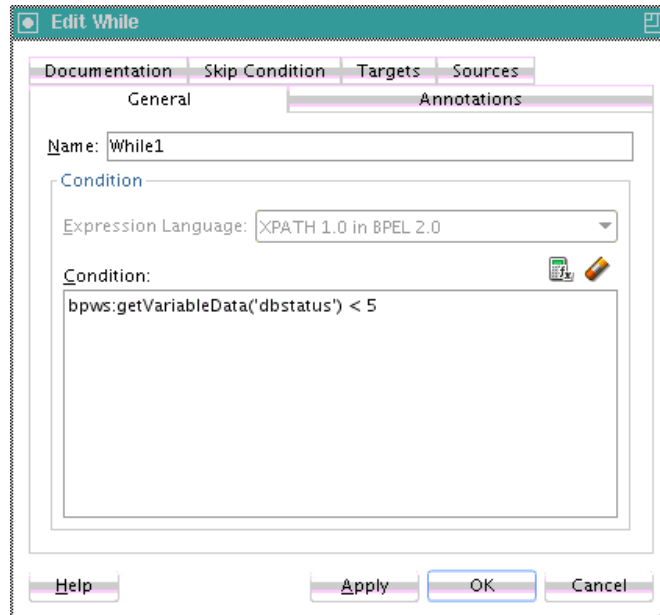 Edit While
Documentation Skip Condition Targets Sources
General Annotations
Name: While1
Condition
Expression Language: XPATH 1.0 in BPEL 2.0
Condition:
bpws:getVariableData('dbstatus') < 5
Help Apply OK Cancel